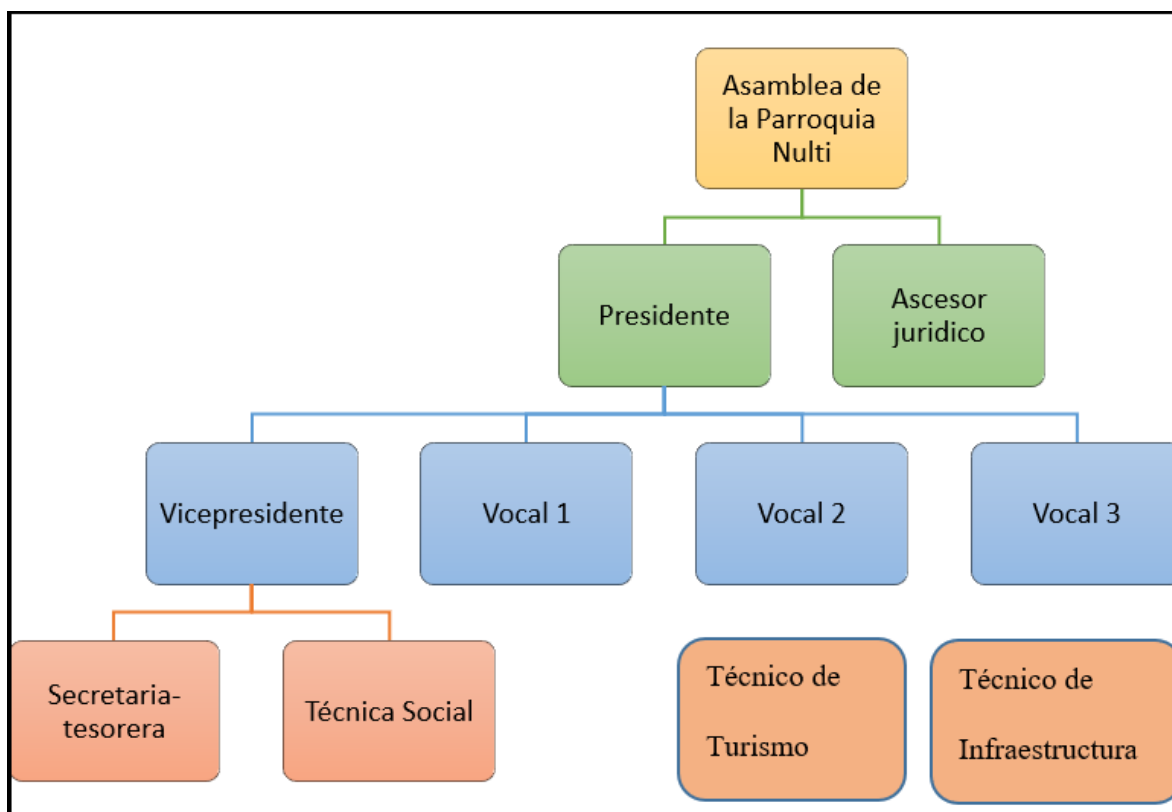 Asamblea de
la Parroquia
Nulti
Presidente
Ascesor
juridico
Vicepresidente
Vocal 1
Vocal 2
Vocal 3
Secretaria-
tesorera
Técnica Social
Técnico de
Turismo
Técnico de
Infraestructura